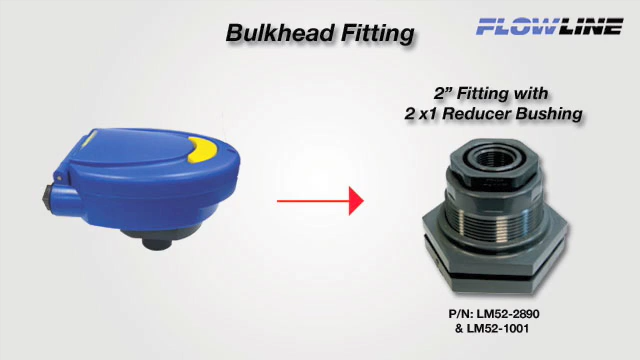 Bulkhead Fitting
FLOWLINE
2” Fitting with
2 x1 Reducer Bushing
P/N: LM52-2890
& LM52-1001